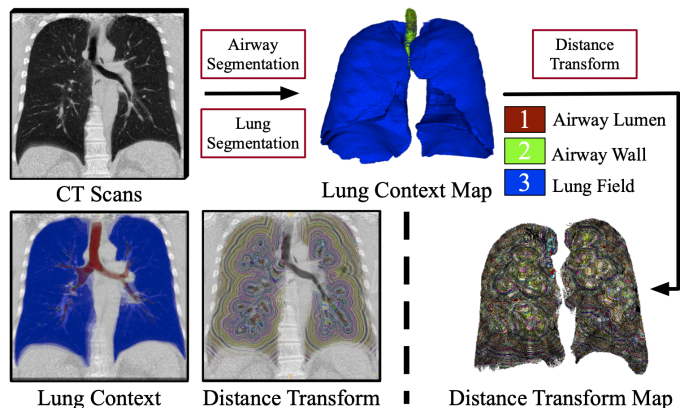 Airway
Segmentation
Lung
Segmentation
Distance
Transform
1 Airway Lumen
2 Airway Wall
3 Lung Field
CT Scans
Lung Context Map
Lung Context
Distance Transform
Distance Transform Map